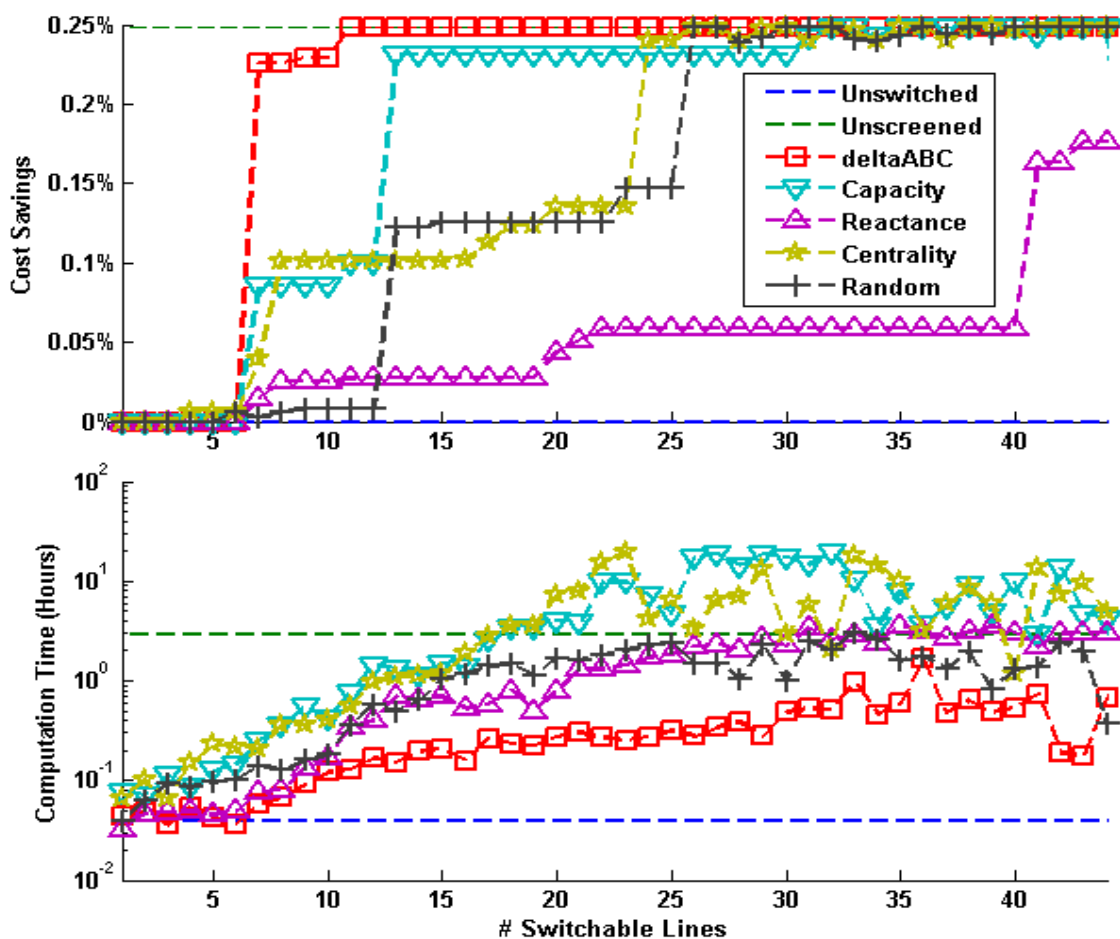 0.25%
0.2%
0.15%
0.1%
0.05%
0%
Cost Savings
Unswitched
Unscreened
deltaABC
Capacity
Reactance
Centrality
Random
5 10 15 20 25 30 35 40
10^2
10^1
10^0
10^-1
10^-2
Computation Time (Hours)
5 10 15 20 25 30 35 40
# Switchable Lines